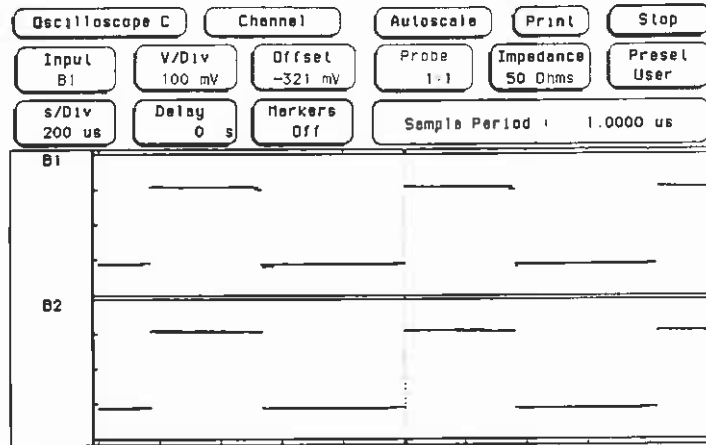 Oscilloscope C Channel Autoscale Print Stop
Input B1
V/Div 100 mV
Offset -321 mV
Probe 1:1
Impedance 50 Ohms
Preset User
s/Div 200 us
Delay 0 s
Markers Off
Sample Period : 1.0000 us
B1
B2